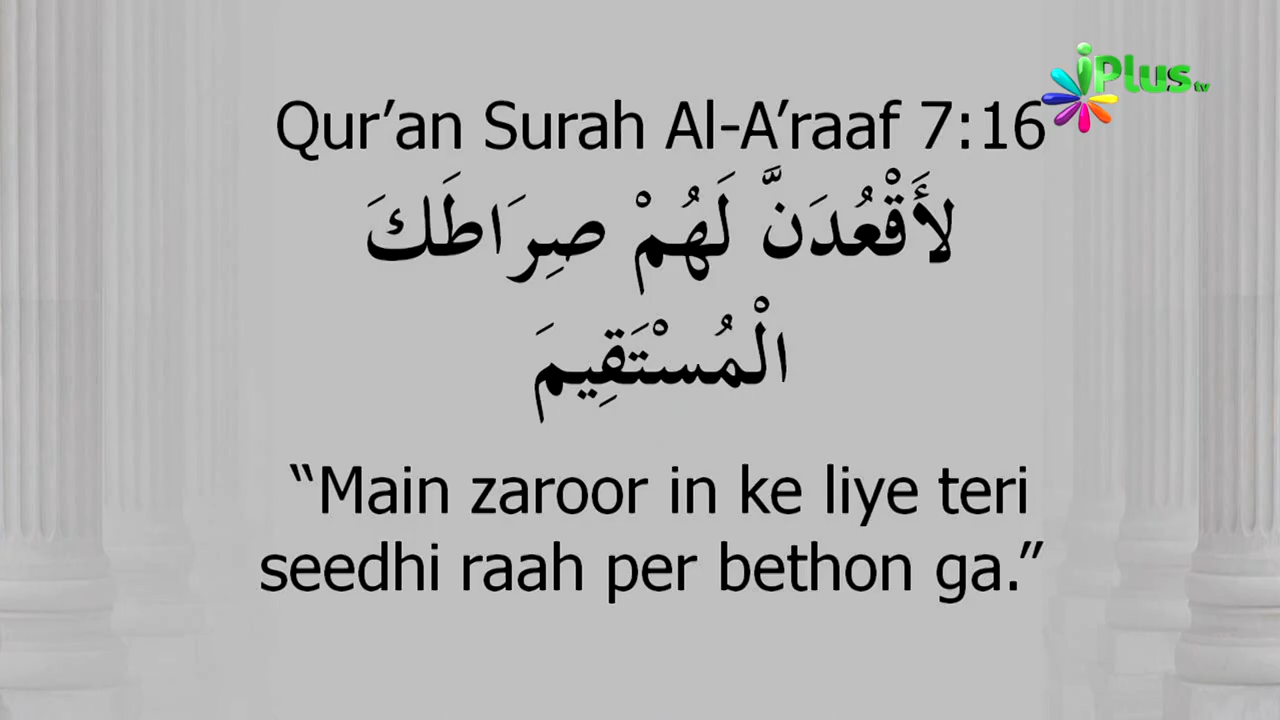 iPlus tv
Qur’an Surah Al-A’raaf 7:16
لأَقْعُدَنَّ لَهُمْ صِرَاطَكَ
الْمُسْتَقِيمَ
“Main zaroor in ke liye teri
seedhi raah per bethon ga.”